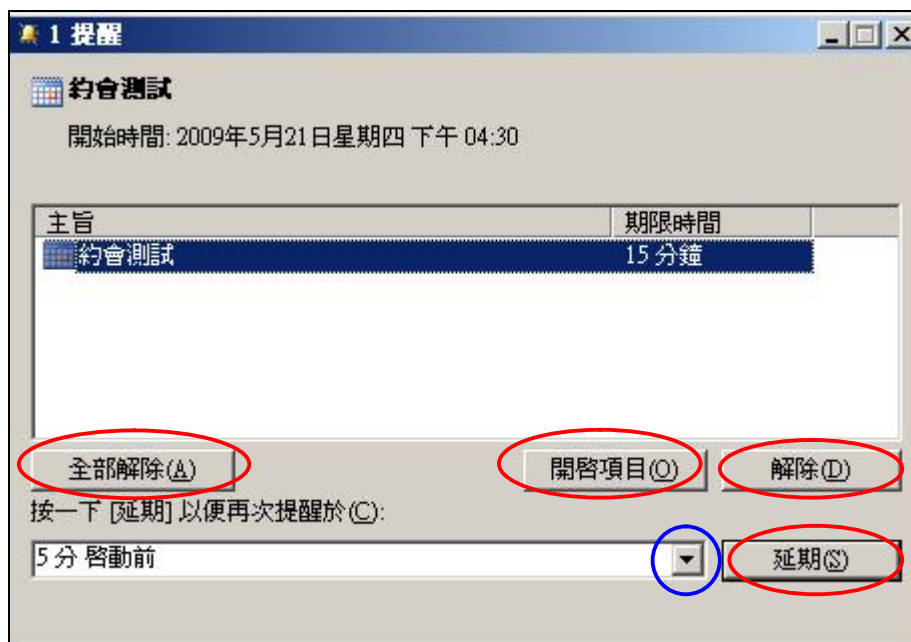 1 提醒
約會測試
開始時間: 2009年5月21日星期四 下午 04:30
主旨 期限時間
約會測試 15 分鐘
全部解除(A) 開啓項目(O) 解除(D)
按一下 [延期] 以便再次提醒於(C):
5 分 啓動前 延期(S)